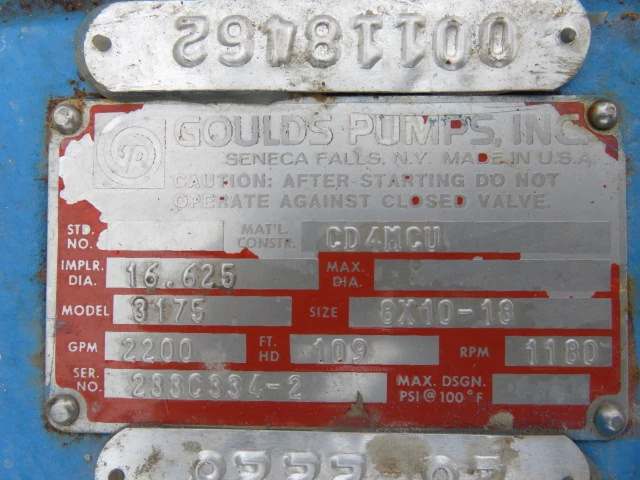 00118462
GOULDS PUMPS, INC.
SENECA FALLS, N.Y. MADE IN U.S.A.
CAUTION: AFTER STARTING DO NOT
OPERATE AGAINST CLOSED VALVE.
STD. NO. MAT'L. CONSTR. CD4MCU
IMPLR. DIA. 16.625 MAX. DIA.
MODEL 3175 SIZE 8X10-18
GPM 2200 FT. HD 109 RPM 1180
SER. NO. 288C334-2 MAX. DSGN. PSI @ 100°F